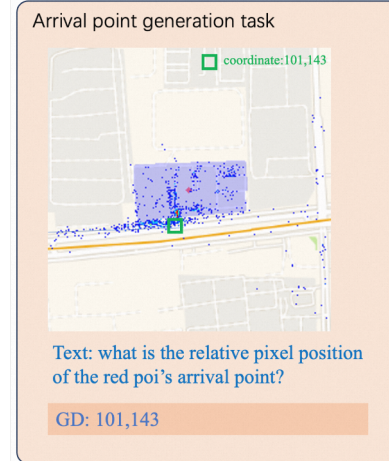 Arrival point generation task
coordinate:101,143
Text: what is the relative pixel position
of the red poi's arrival point?
GD: 101,143